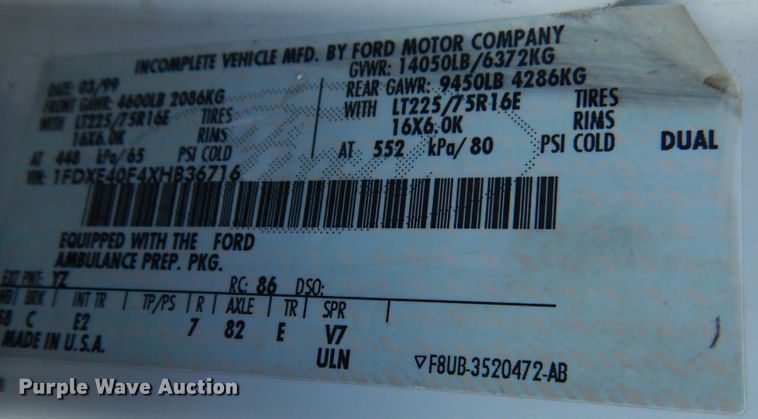 INCOMPLETE VEHICLE MFD. BY FORD MOTOR COMPANY
DATE: 03/99 GVWR: 14050LB/6372KG
FRONT GAWR: 4600LB 2086KG REAR GAWR: 9450LB 4286KG
WITH LT225/75R16E TIRES WITH LT225/75R16E TIRES
16X6.0K RIMS 16X6.0K RIMS
AT 448 kPa/65 PSI COLD AT 552 kPa/80 PSI COLD DUAL
VIN: 1FDXE40F4XHB36716
EQUIPPED WITH THE FORD
AMBULANCE PREP. PKG.
EXT PNT: YZ RC: 86 DSO:
WB BRK INT TR TP/PS R AXLE TR SPR
58 C E2 7 82 E V7
MADE IN U.S.A. ULN
▽F8UB-3520472-AB
Purple Wave Auction